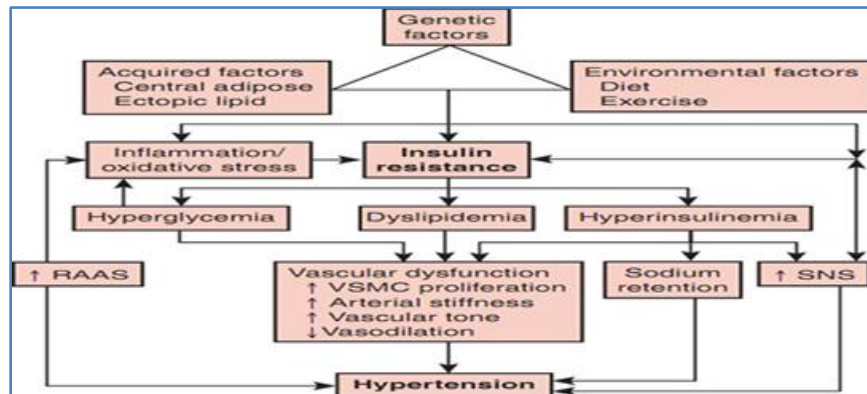 Genetic
factors
Acquired factors
Central adipose
Ectopic lipid
Environmental factors
Diet
Exercise
Inflammation/
oxidative stress
Insulin
resistance
Hyperglycemia
Dyslipidemia
Hyperinsulinemia
↑ RAAS
Vascular dysfunction
↑ VSMC proliferation
↑ Arterial stiffness
↑ Vascular tone
↓ Vasodilation
Sodium
retention
↑ SNS
Hypertension